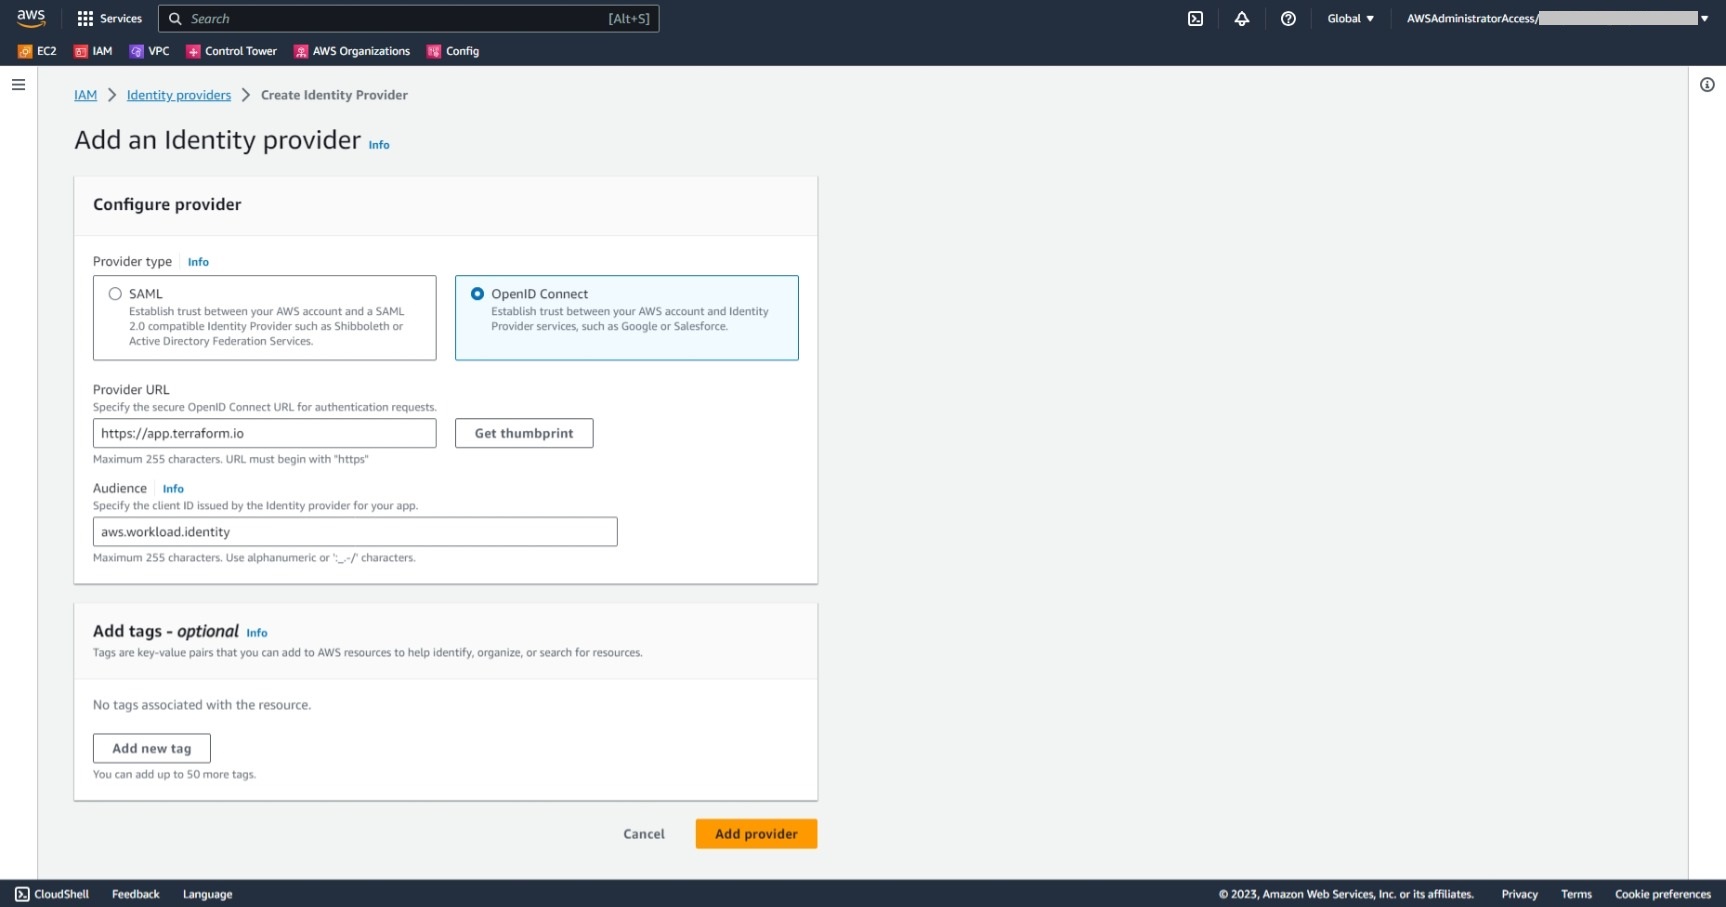 aws
Services
Search
[Alt+S]
Global
AWSAdministratorAccess/
EC2
IAM
VPC
Control Tower
AWS Organizations
Config
IAM
Identity providers
Create Identity Provider
Add an Identity provider Info
Configure provider
Provider type Info
SAML
Establish trust between your AWS account and a SAML
2.0 compatible Identity Provider such as Shibboleth or
Active Directory Federation Services.
OpenID Connect
Establish trust between your AWS account and Identity
Provider services, such as Google or Salesforce.
Provider URL
Specify the secure OpenID Connect URL for authentication requests.
https://app.terraform.io
Get thumbprint
Maximum 255 characters. URL must begin with "https"
Audience Info
Specify the client ID issued by the Identity provider for your app.
aws.workload.identity
Maximum 255 characters. Use alphanumeric or ':_.-/' characters.
Add tags - optional Info
Tags are key-value pairs that you can add to AWS resources to help identify, organize, or search for resources.
No tags associated with the resource.
Add new tag
You can add up to 50 more tags.
Cancel
Add provider
CloudShell
Feedback
Language
© 2023, Amazon Web Services, Inc. or its affiliates.
Privacy
Terms
Cookie preferences